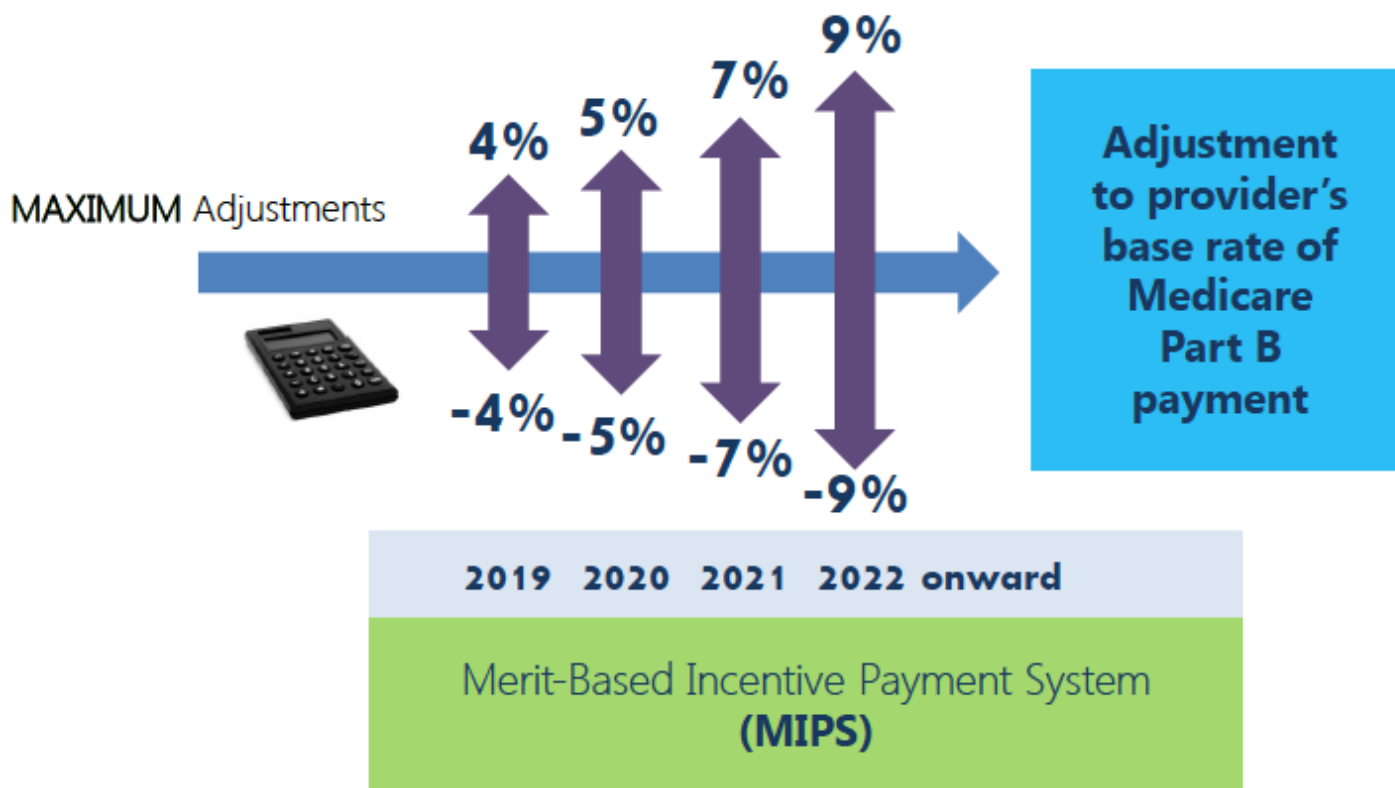 9%
7%
5%
4%
MAXIMUM Adjustments
-4%
-5%
-7%
-9%
Adjustment
to provider's
base rate of
Medicare
Part B
payment
2019 2020 2021 2022 onward
Merit-Based Incentive Payment System
(MIPS)